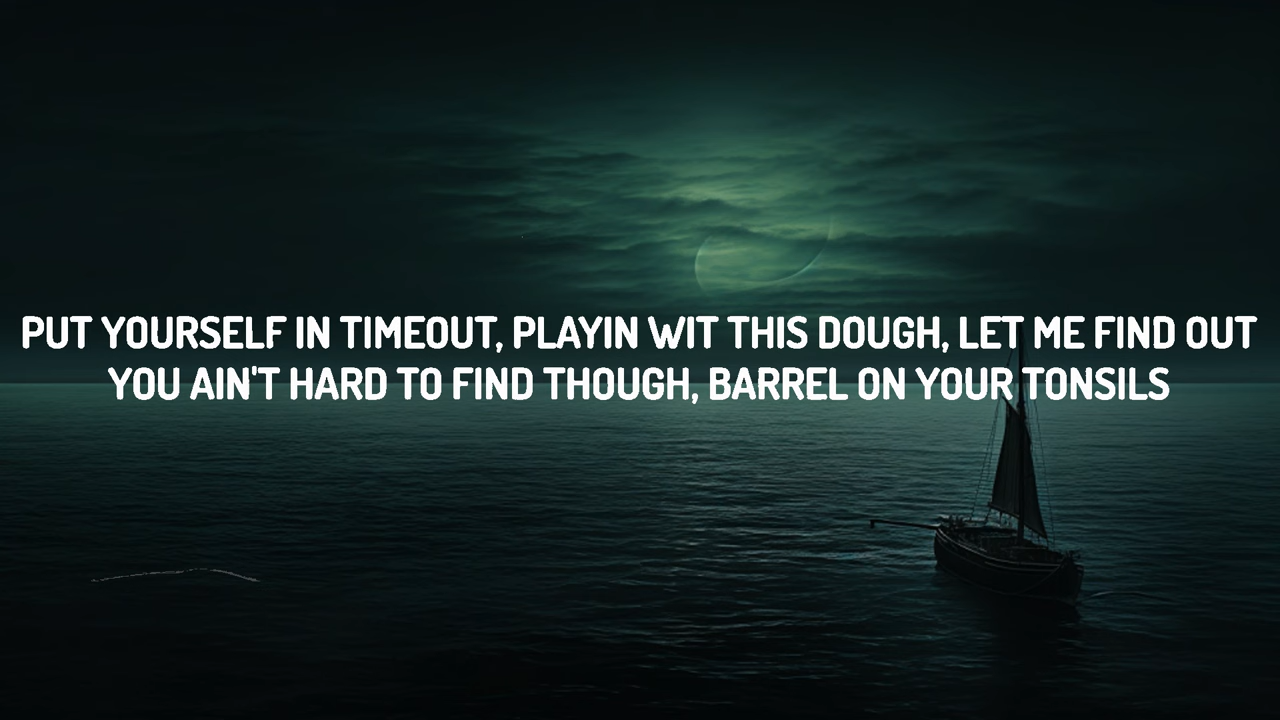 PUT YOURSELF IN TIMEOUT, PLAYIN WIT THIS DOUGH, LET ME FIND OUT
YOU AIN'T HARD TO FIND THOUGH, BARREL ON YOUR TONSILS